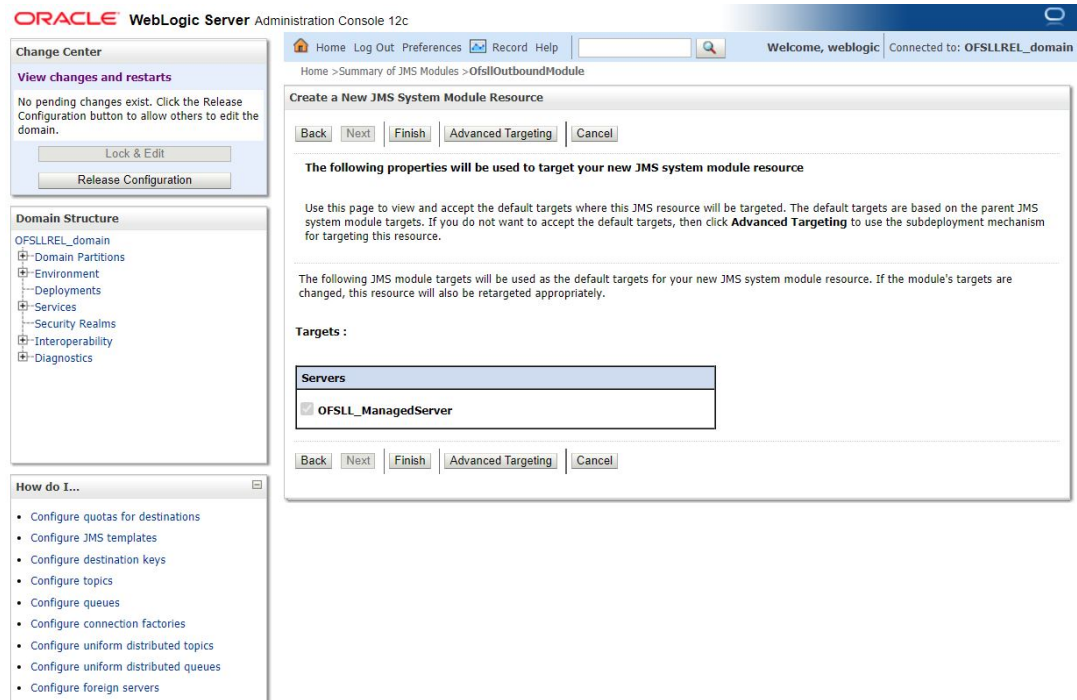 ORACLE® WebLogic Server Administration Console 12c
Change Center
View changes and restarts
No pending changes exist. Click the Release
Configuration button to allow others to edit the
domain.
Lock & Edit
Release Configuration
Domain Structure
OFSLLREL_domain
Domain Partitions
Environment
Deployments
Services
Security Realms
Interoperability
Diagnostics
How do I...
• Configure quotas for destinations
• Configure JMS templates
• Configure destination keys
• Configure topics
• Configure queues
• Configure connection factories
• Configure uniform distributed topics
• Configure uniform distributed queues
• Configure foreign servers
Home Log Out Preferences Record Help
Welcome, weblogic Connected to: OFSLLREL_domain
Home >Summary of JMS Modules >OfsllOutboundModule
Create a New JMS System Module Resource
Back Next Finish Advanced Targeting Cancel
The following properties will be used to target your new JMS system module resource
Use this page to view and accept the default targets where this JMS resource will be targeted. The default targets are based on the parent JMS
system module targets. If you do not want to accept the default targets, then click Advanced Targeting to use the subdeployment mechanism
for targeting this resource.
The following JMS module targets will be used as the default targets for your new JMS system module resource. If the module's targets are
changed, this resource will also be retargeted appropriately.
Targets :
Servers
OFSLL_ManagedServer
Back Next Finish Advanced Targeting Cancel